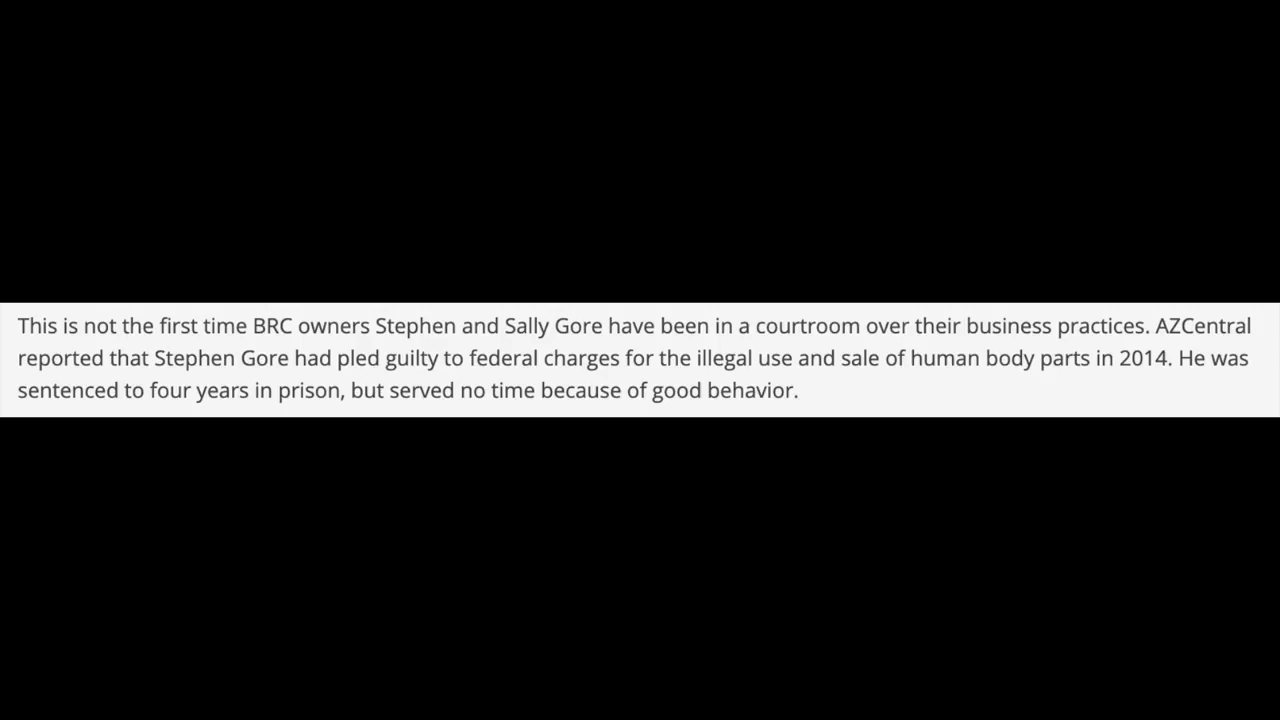 This is not the first time BRC owners Stephen and Sally Gore have been in a courtroom over their business practices. AZCentral
reported that Stephen Gore had pled guilty to federal charges for the illegal use and sale of human body parts in 2014. He was
sentenced to four years in prison, but served no time because of good behavior.